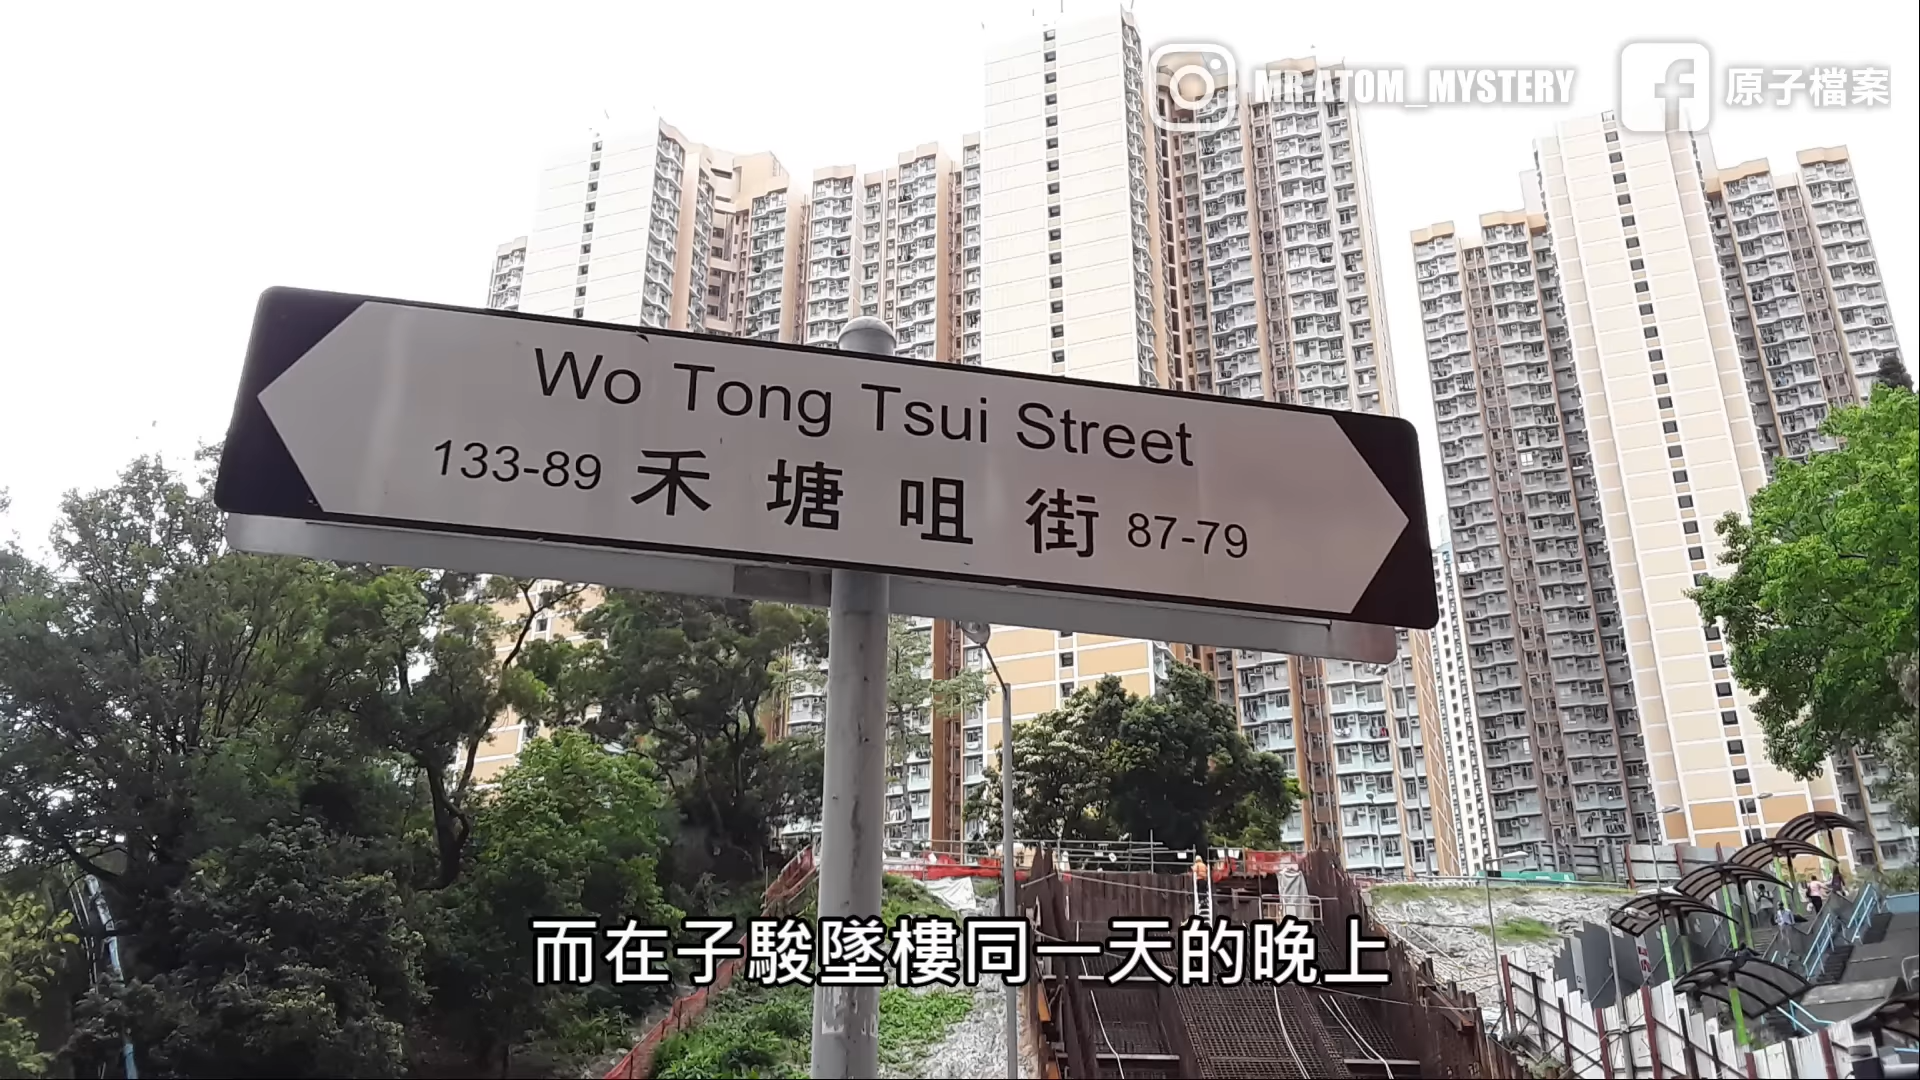 MR.ATOM_MYSTERY
原子檔案
Wo Tong Tsui Street
133-89 禾塘咀街 87-79
而在子駿墜樓同一天的晚上